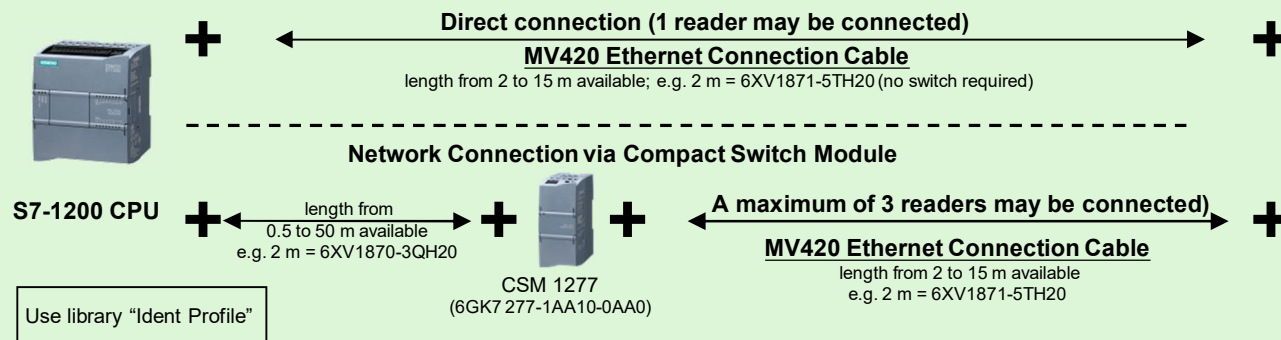 Direct connection (1 reader may be connected)
MV420 Ethernet Connection Cable
length from 2 to 15 m available; e.g. 2 m = 6XV1871-5TH20 (no switch required)
Network Connection via Compact Switch Module
S7-1200 CPU
length from
0.5 to 50 m available
e.g. 2 m = 6XV1870-3QH20
CSM 1277
(6GK7 277-1AA10-0AA0)
A maximum of 3 readers may be connected)
MV420 Ethernet Connection Cable
length from 2 to 15 m available
e.g. 2 m = 6XV1871-5TH20
Use library “Ident Profile”